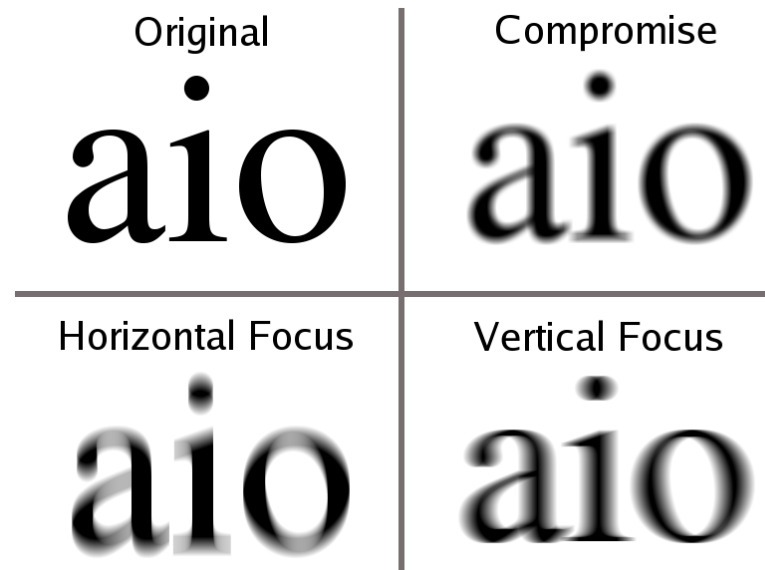 Original
aio
Compromise
aio
Horizontal Focus
aio
Vertical Focus
aio